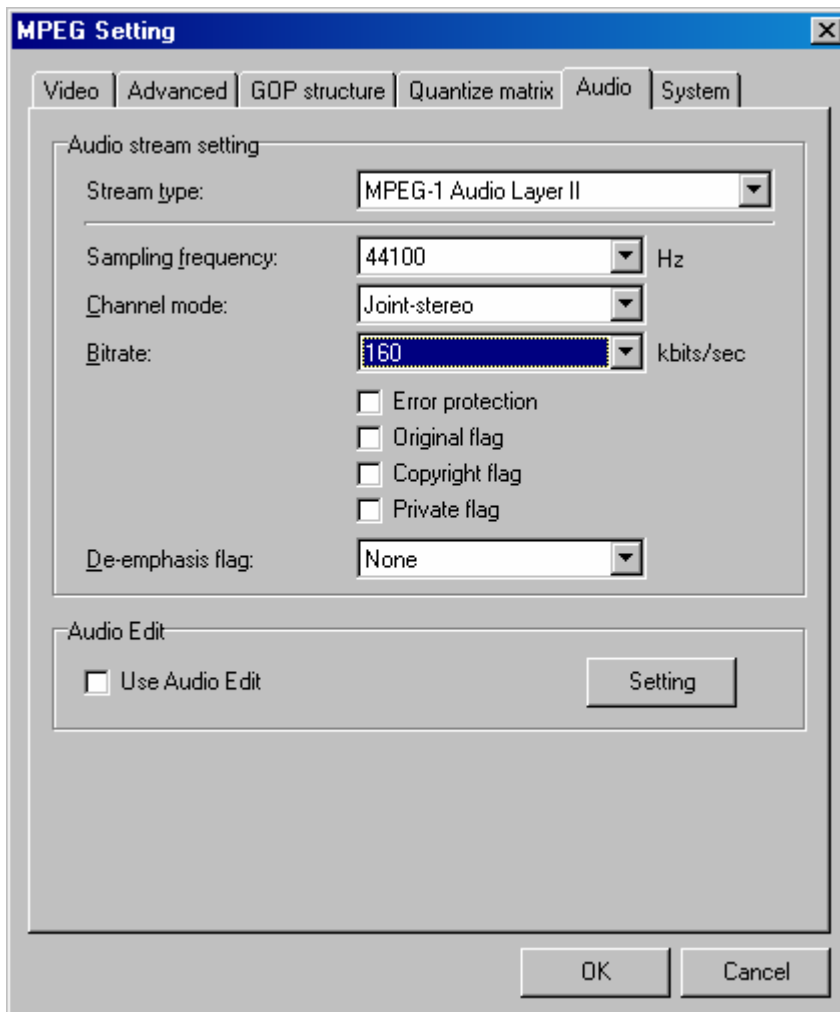 MPEG Setting
Video Advanced GOP structure Quantize matrix Audio System
Audio stream setting
Stream type: MPEG-1 Audio Layer II
Sampling frequency: 44100 Hz
Channel mode: Joint-stereo
Bitrate: 160 kbits/sec
Error protection
Original flag
Copyright flag
Private flag
De-emphasis flag: None
Audio Edit
Use Audio Edit Setting
OK Cancel